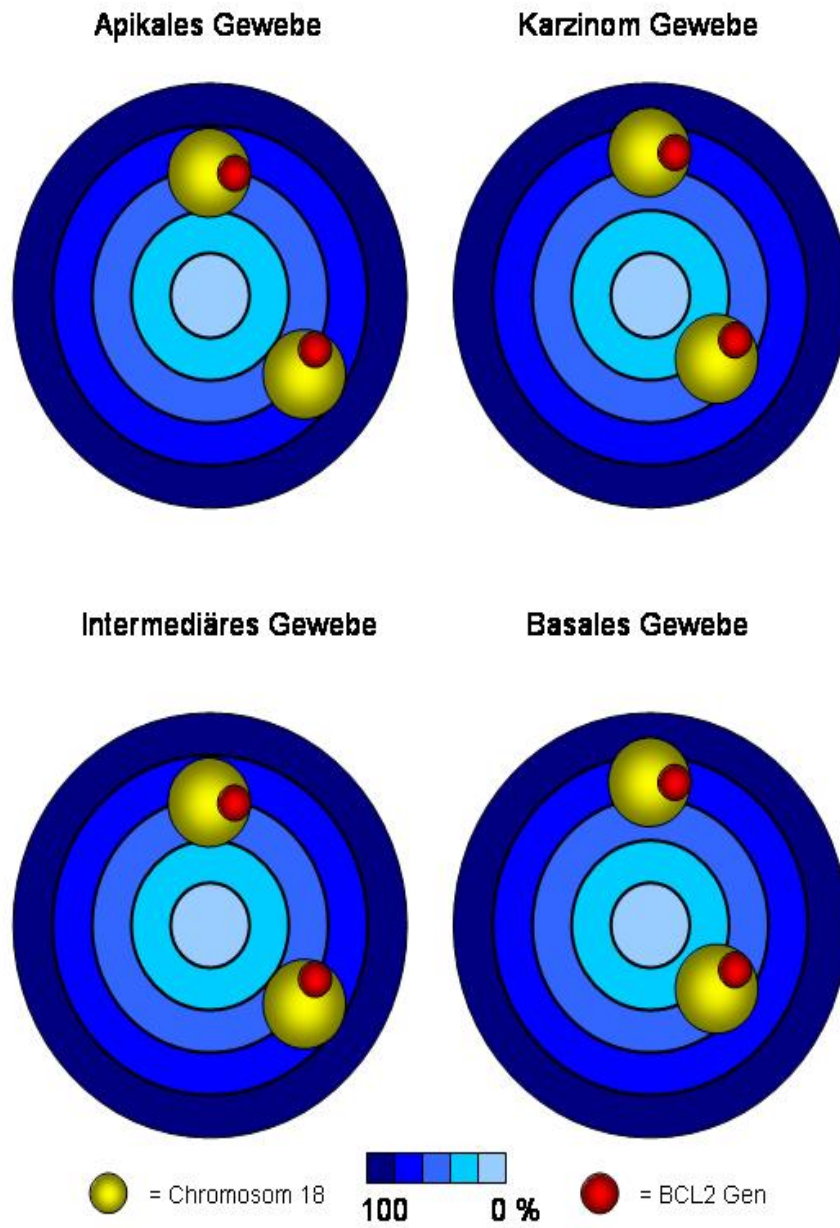 Apikales Gewebe
Karzinom Gewebe
Intermediäres Gewebe
Basales Gewebe
= Chromosom 18
100 0 %
= BCL2 Gen